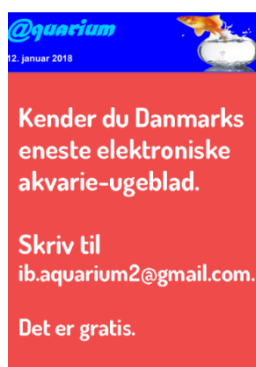 @quarium
12. januar 2018
Kender du Danmarks
eneste elektroniske
akvarie-ugeblad.
Skriv til
ib.aquarium2@gmail.com.
Det er gratis.